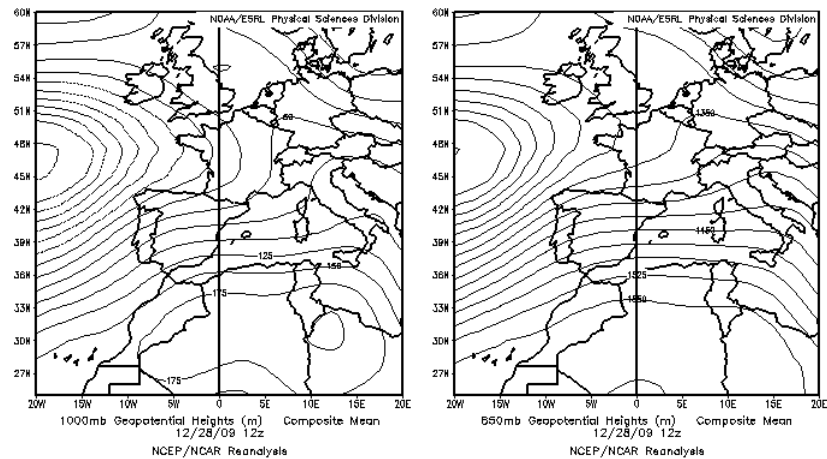 NOAA/ESRL Physical Sciences Division
60N
57N
54N
51N
48N
45N
42N
39N
36N
33N
30N
27N
50
125
150
175
175
20W 15W 10W 5W 0 5E 10E 15E 20E
1000mb Geopotential Heights (m) Composite Mean
12/28/09 12z
NCEP/NCAR Reanalysis
NOAA/ESRL Physical Sciences Division
60N
57N
54N
51N
48N
45N
42N
39N
36N
33N
30N
27N
1350
1450
1525
1550
20W 15W 10W 5W 0 5E 10E 15E 20E
850mb Geopotential Heights (m) Composite Mean
12/28/09 12z
NCEP/NCAR Reanalysis